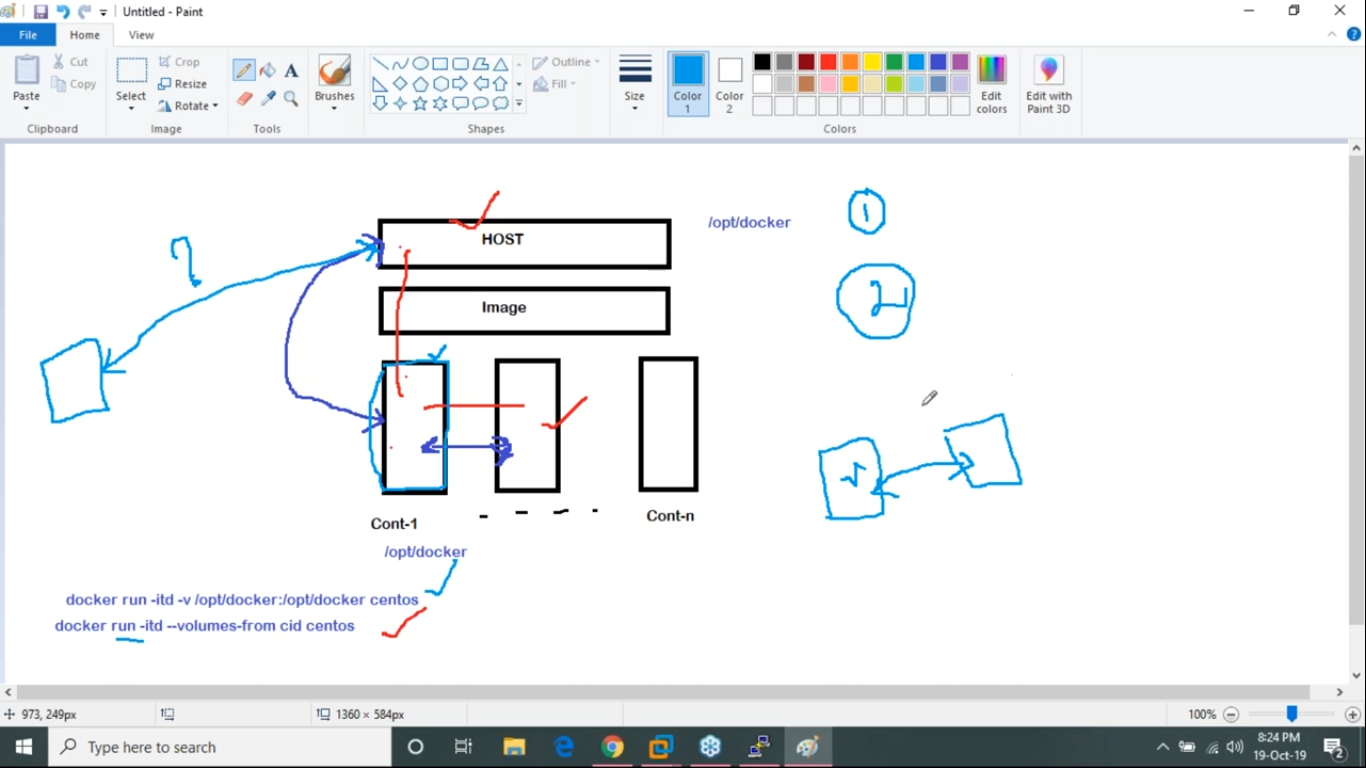 Untitled - Paint
File Home View
Paste
Cut
Copy
Clipboard
Select
Crop
Resize
Rotate
Image
A
Tools
Brushes
Outline
Fill
Shapes
Size
Color 1
Color 2
Edit colors
Edit with Paint 3D
Colors
/opt/docker
1
?
HOST
2
Image
Cont-1
Cont-n
/opt/docker
docker run -itd -v /opt/docker:/opt/docker centos
docker run -itd --volumes-from cid centos
973, 249px
1360 × 584px
100%
Type here to search
8:24 PM
19-Oct-19
2